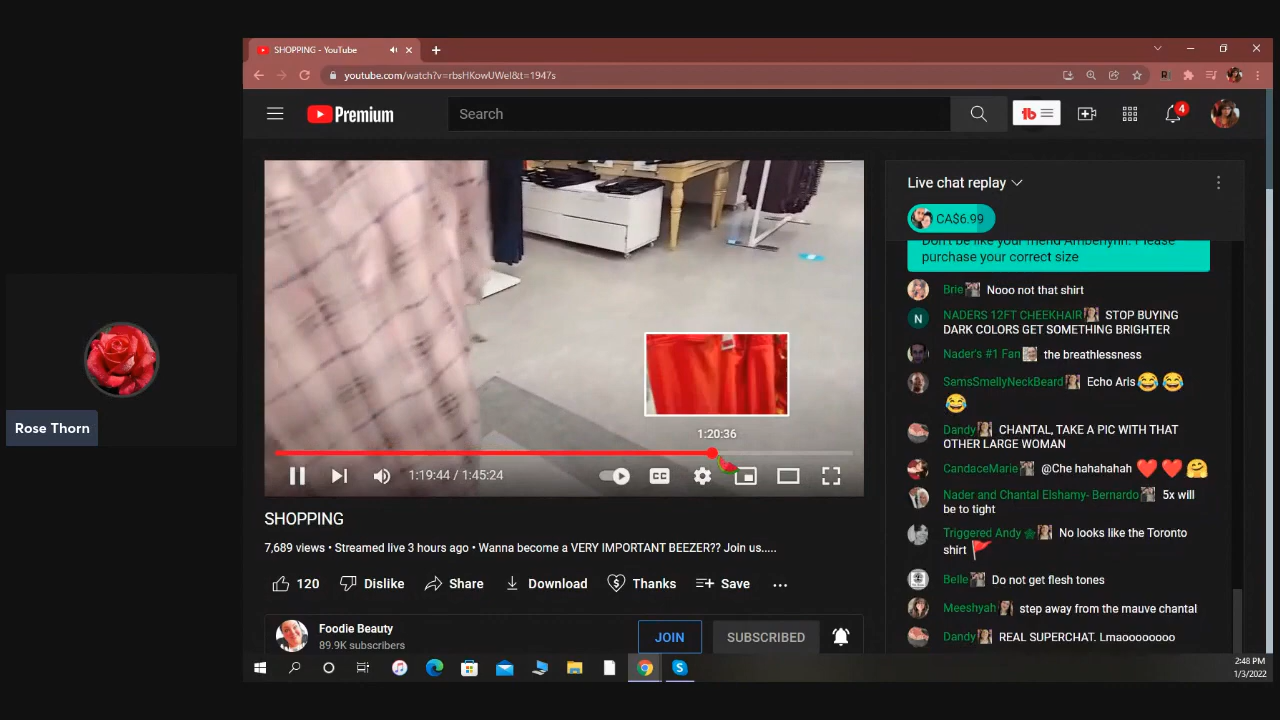 SHOPPING - YouTube
youtube.com/watch?v=rbsHKowUWeI&t=1947s
Premium
Search
4
Live chat replay
CA$6.99
Don't be like your friend Amberlynn. Please
purchase your correct size
Brie Nooo not that shirt
NADERS 12FT CHEEKHAIR STOP BUYING
DARK COLORS GET SOMETHING BRIGHTER
Nader's #1 Fan the breathlessness
SamsSmellyNeckBeard Echo Aris😂😂
😂
Dandy CHANTAL, TAKE A PIC WITH THAT
OTHER LARGE WOMAN
CandaceMarie @Che hahahahah ❤️❤️🤗
Nader and Chantal Elshamy- Bernardo 5x will
be to tight
Triggered Andy No looks like the Toronto
shirt 🚩
Belle Do not get flesh tones
Meeshyah step away from the mauve chantal
Dandy REAL SUPERCHAT. Lmaoooooooo
Rose Thorn
1:20:36
1:19:44 / 1:45:24
CC
SHOPPING
7,689 views • Streamed live 3 hours ago • Wanna become a VERY IMPORTANT BEEZER?? Join us.....
120 Dislike Share Download Thanks Save ...
Foodie Beauty
89.9K subscribers
JOIN
SUBSCRIBED
2:48 PM
1/3/2022